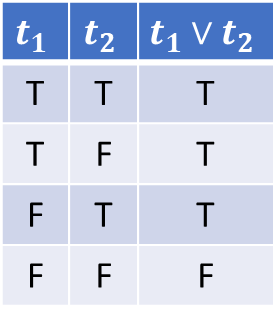 t₁ t₂ t₁ ∨ t₂
T T T
T F T
F T T
F F F